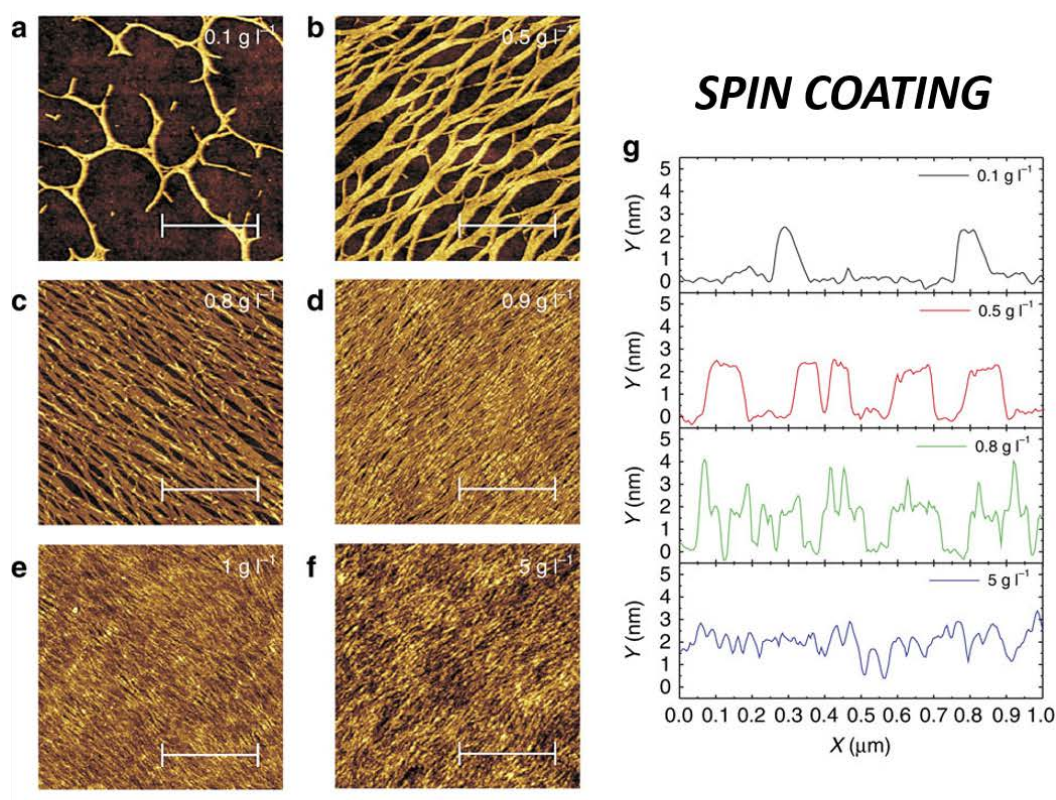 a
0.1 g l⁻¹
b
0.5 g l⁻¹
SPIN COATING
c
0.8 g l⁻¹
d
0.9 g l⁻¹
e
1 g l⁻¹
f
5 g l⁻¹
g
5
4
3
2
1
0
Y (nm)
0.1 g l⁻¹
5
4
3
2
1
0
Y (nm)
0.5 g l⁻¹
5
4
3
2
1
0
Y (nm)
0.8 g l⁻¹
5
4
3
2
1
0
Y (nm)
5 g l⁻¹
0.0 0.1 0.2 0.3 0.4 0.5 0.6 0.7 0.8 0.9 1.0
X (μm)